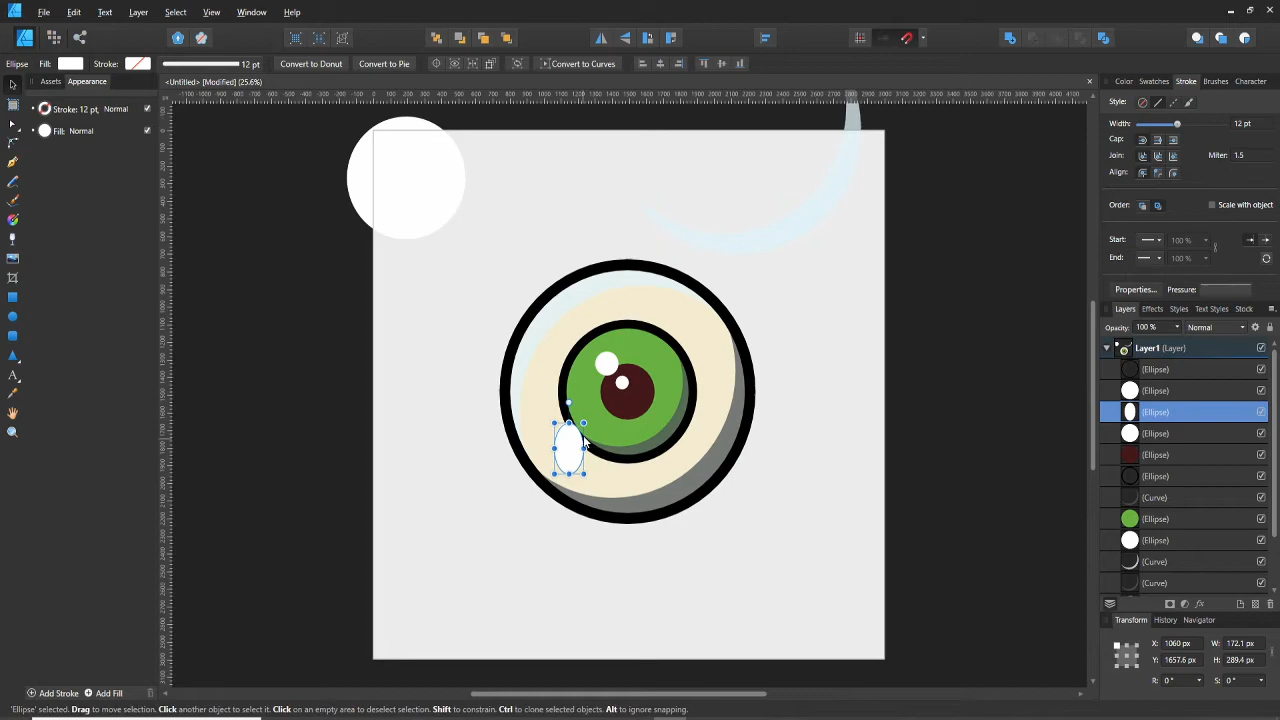 File Edit Text Layer Select View Window Help
Ellipse Fill: Stroke: 12 pt Convert to Donut Convert to Pie Convert to Curves
Assets Appearance
<Untitled> [Modified] (25.6%)
Color Swatches Stroke Brushes Character
Stroke: 12 pt, Normal
Fill: Normal
Style:
Width: 12 pt
Cap:
Join: Miter: 1.5
Align:
Order: Scale with object
Start: 100 %
End: 100 %
Properties... Pressure:
Layers Effects Styles Text Styles Stock
Opacity: 100 % Normal
Layer1 (Layer)
(Ellipse)
(Ellipse)
(Ellipse)
(Ellipse)
(Ellipse)
(Ellipse)
(Curve)
(Ellipse)
(Ellipse)
(Curve)
(Curve)
Transform History Navigator
X: 1060 px W: 172.1 px
Y: 1657.6 px H: 289.4 px
R: 0° S: 0°
Add Stroke Add Fill
'Ellipse' selected. Drag to move selection. Click another object to select it. Click on an empty area to deselect selection. Shift to constrain. Ctrl to clone selected objects. Alt to ignore snapping.